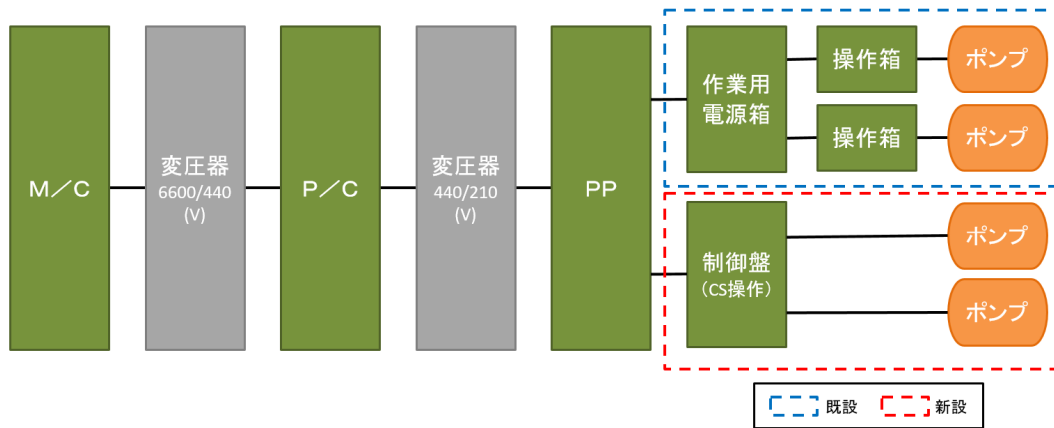 M／C
変圧器
6600/440
(V)
P／C
変圧器
440/210
(V)
PP
作業用
電源箱
操作箱
ポンプ
操作箱
ポンプ
制御盤
（CS操作）
ポンプ
ポンプ
既設
新設